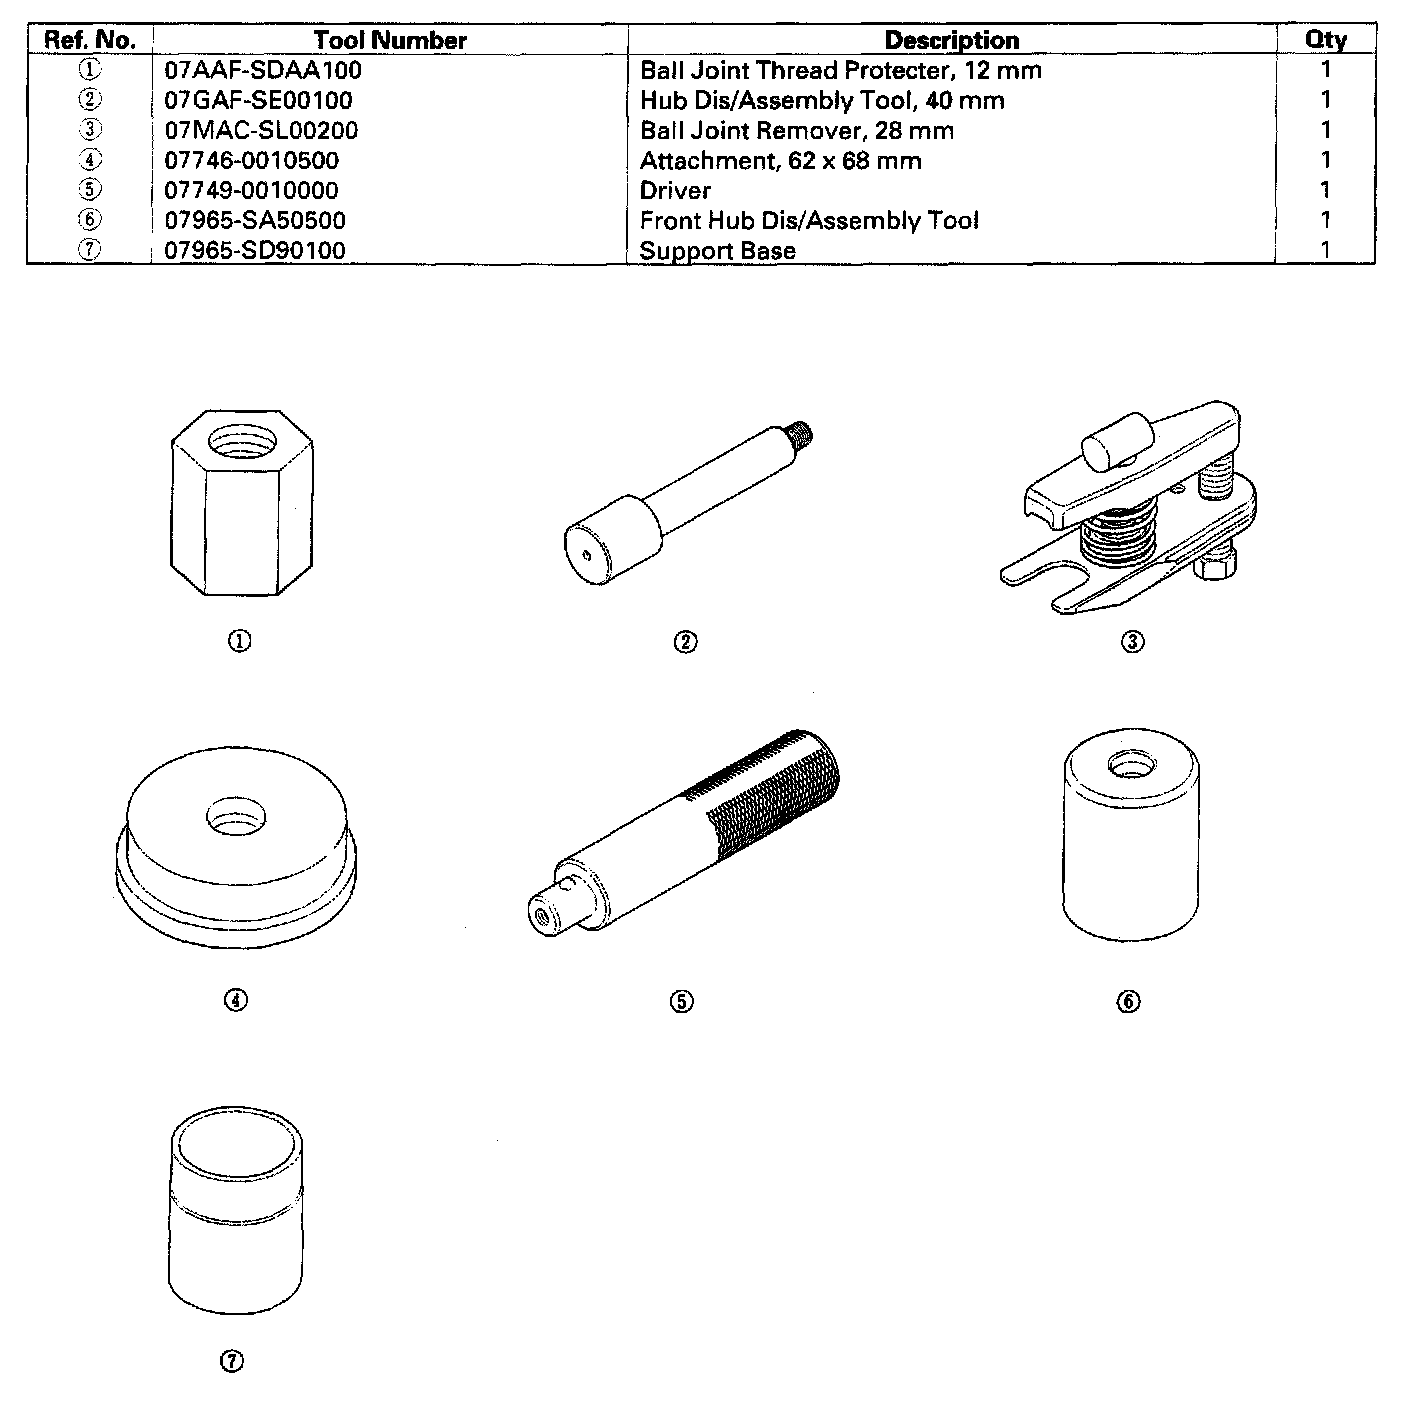 Ref. No. Tool Number Description Qty
① 07AAF-SDAA100 Ball Joint Thread Protecter, 12 mm 1
② 07GAF-SE00100 Hub Dis/Assembly Tool, 40 mm 1
③ 07MAC-SL00200 Ball Joint Remover, 28 mm 1
④ 07746-0010500 Attachment, 62 x 68 mm 1
⑤ 07749-0010000 Driver 1
⑥ 07965-SA50500 Front Hub Dis/Assembly Tool 1
⑦ 07965-SD90100 Support Base 1
① ② ③
④ ⑤ ⑥
⑦